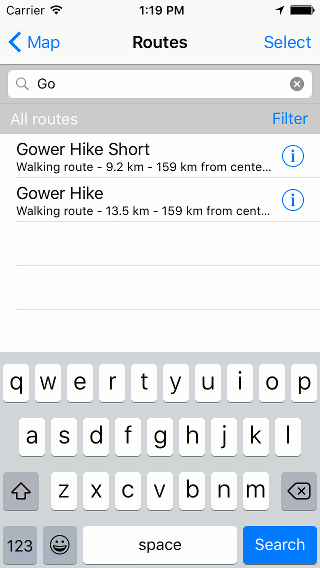 Carrier 1:19 PM
Map Routes Select
Go
All routes Filter
Gower Hike Short
Walking route - 9.2 km - 159 km from cente...
Gower Hike
Walking route - 13.5 km - 159 km from cent...
q w e r t y u i o p
a s d f g h j k l
z x c v b n m
123 space Search